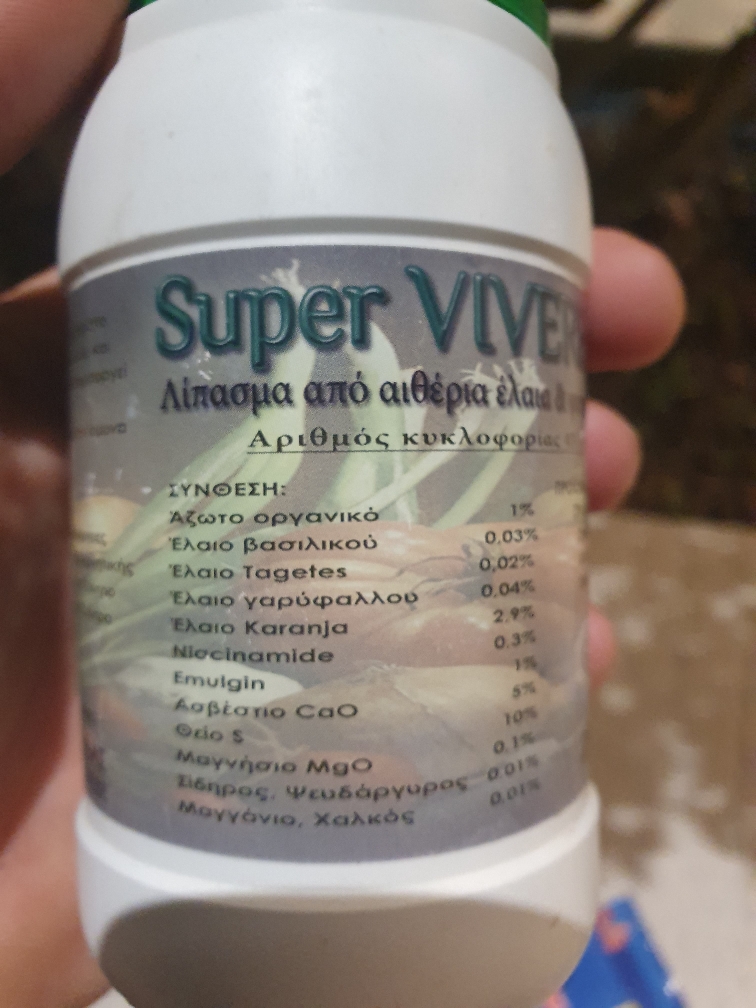 Super
Λίπασμα από αιθέρια έλαια
Αριθμός κυκλοφορίας
ΣΥΝΘΕΣΗ:
Άζωτο οργανικό 1%
Έλαιο βασιλικού 0,03%
Έλαιο Tagetes 0,02%
Έλαιο γαρύφαλλου 0,04%
Έλαιο Karanja 2,9%
Niocinamide 0,3%
Emulgin 1%
Ασβέστιο CaO 5%
Θείο S 10%
Μαγνήσιο MgO 0,1%
Σίδηρος, Ψευδάργυρος 0,01%
Μαγγάνιο, Χαλκός 0,01%